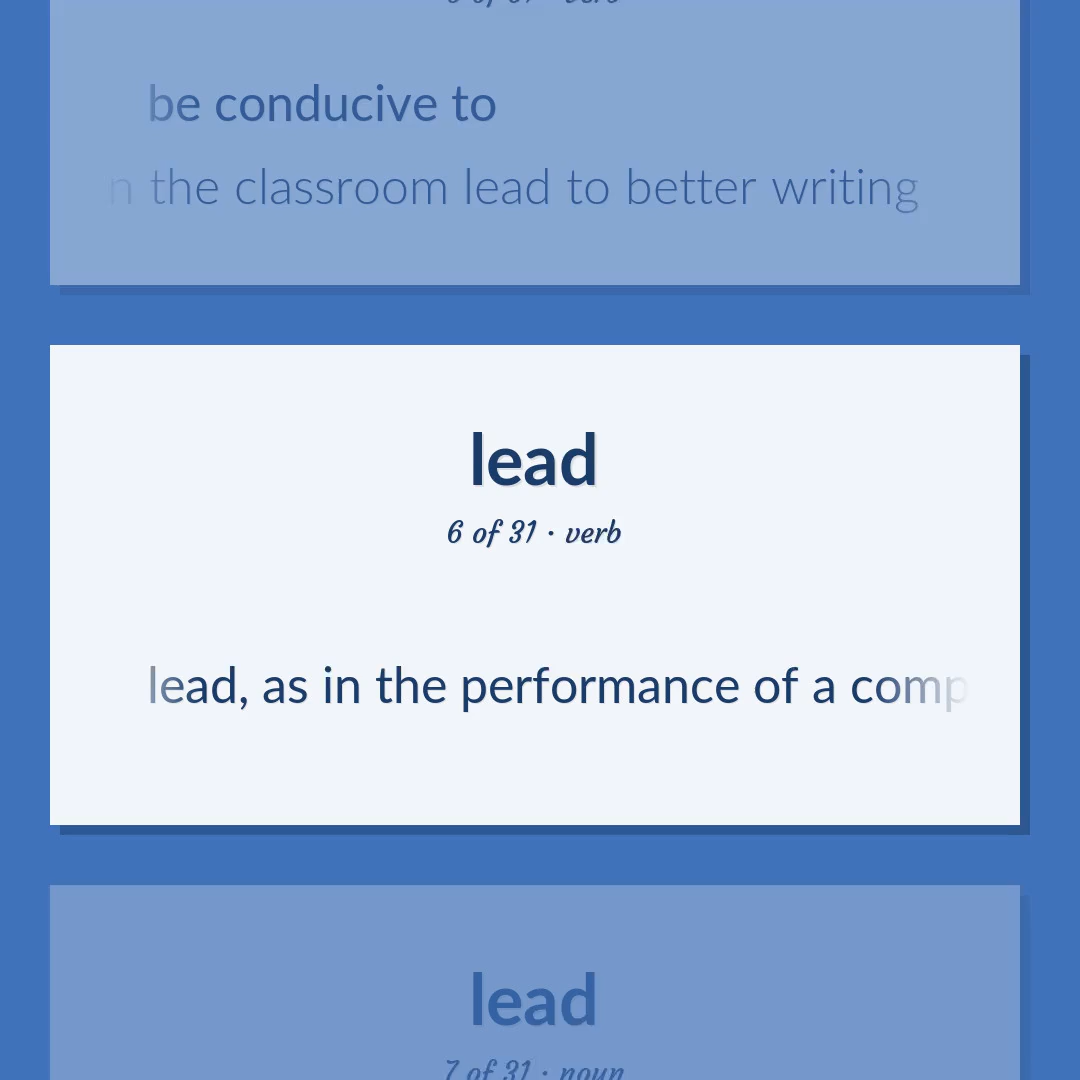 be conducive to
the classroom lead to better writing
lead
6 of 31 · verb
lead, as in the performance of a
lead
7 of 31 · noun